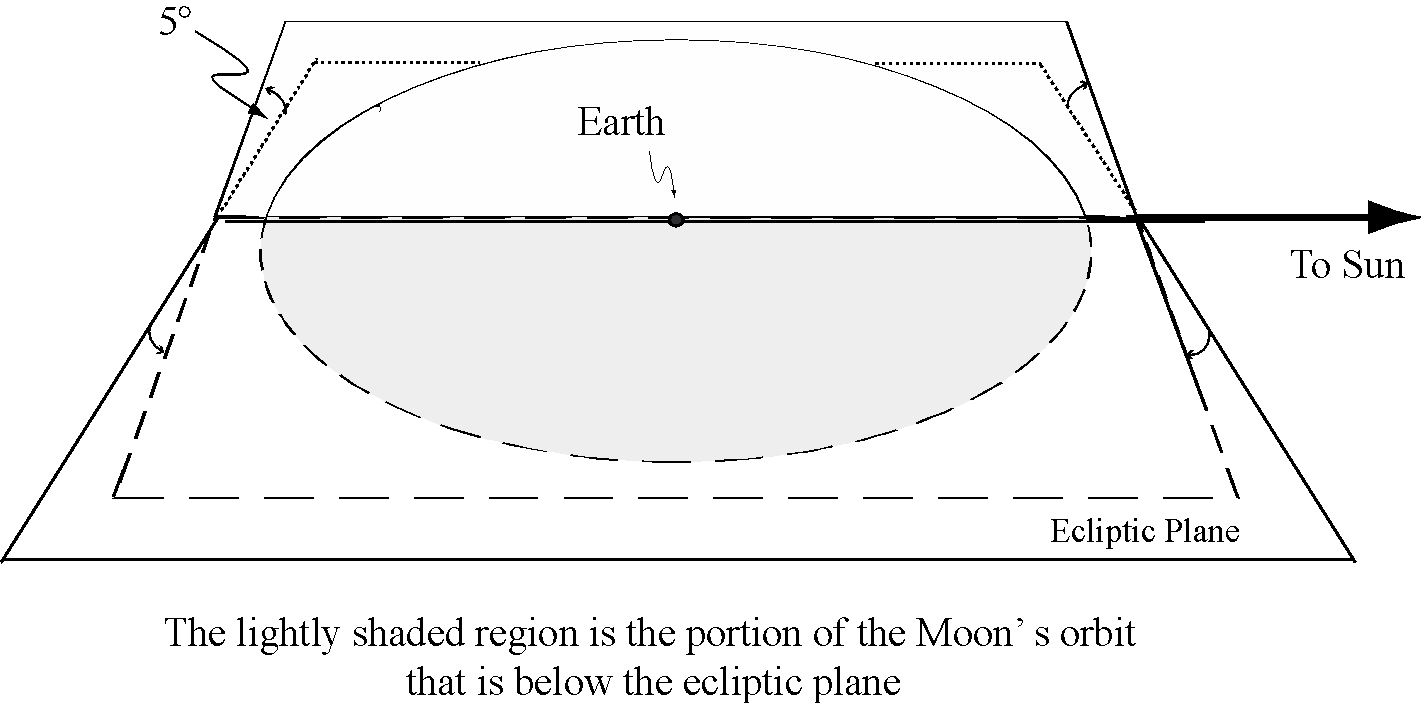 5°
Earth
To Sun
Ecliptic Plane
The lightly shaded region is the portion of the Moon' s orbit
that is below the ecliptic plane